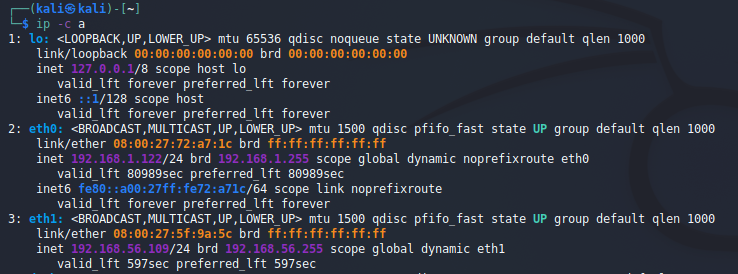 ┌──(kali㉿kali)-[~]
└─$ ip -c a
1: lo: <LOOPBACK,UP,LOWER_UP> mtu 65536 qdisc noqueue state UNKNOWN group default qlen 1000
    link/loopback 00:00:00:00:00:00 brd 00:00:00:00:00:00
    inet 127.0.0.1/8 scope host lo
       valid_lft forever preferred_lft forever
    inet6 ::1/128 scope host
       valid_lft forever preferred_lft forever
2: eth0: <BROADCAST,MULTICAST,UP,LOWER_UP> mtu 1500 qdisc pfifo_fast state UP group default qlen 1000
    link/ether 08:00:27:72:a7:1c brd ff:ff:ff:ff:ff:ff
    inet 192.168.1.122/24 brd 192.168.1.255 scope global dynamic noprefixroute eth0
       valid_lft 80989sec preferred_lft 80989sec
    inet6 fe80::a00:27ff:fe72:a71c/64 scope link noprefixroute
       valid_lft forever preferred_lft forever
3: eth1: <BROADCAST,MULTICAST,UP,LOWER_UP> mtu 1500 qdisc pfifo_fast state UP group default qlen 1000
    link/ether 08:00:27:5f:9a:5c brd ff:ff:ff:ff:ff:ff
    inet 192.168.56.109/24 brd 192.168.56.255 scope global dynamic eth1
       valid_lft 597sec preferred_lft 597sec